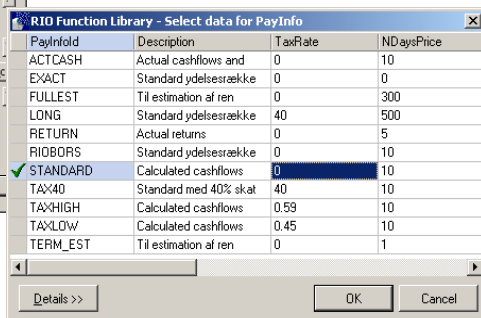 RIO Function Library - Select data for PayInfo
PayInfoId Description TaxRate NDaysPrice
ACTCASH Actual cashflows and 0 10
EXACT Standard ydelsesrække 0 0
FULLEST Til estimation af ren 0 300
LONG Standard ydelsesrække 40 500
RETURN Actual returns 0 5
RIOBORS Standard ydelsesrække 0 10
STANDARD Calculated cashflows 0 10
TAX40 Standard med 40% skat 40 10
TAXHIGH Calculated cashflows 0.59 10
TAXLOW Calculated cashflows 0.45 10
TERM_EST Til estimation af ren 0 1
Details >> OK Cancel